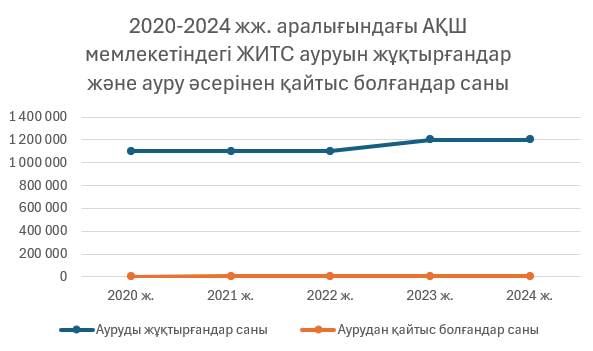 2020-2024 жж. аралығындағы АҚШ
мемлекетіндегі ЖИТС ауруын жұқтырғандар
және ауру әсерінен қайтыс болғандар саны
1 400 000
1 200 000
1 000 000
800 000
600 000
400 000
200 000
0
2020 ж. 2021 ж. 2022 ж. 2023 ж. 2024 ж.
Ауруды жұқтырғандар саны Аурудан қайтыс болғандар саны